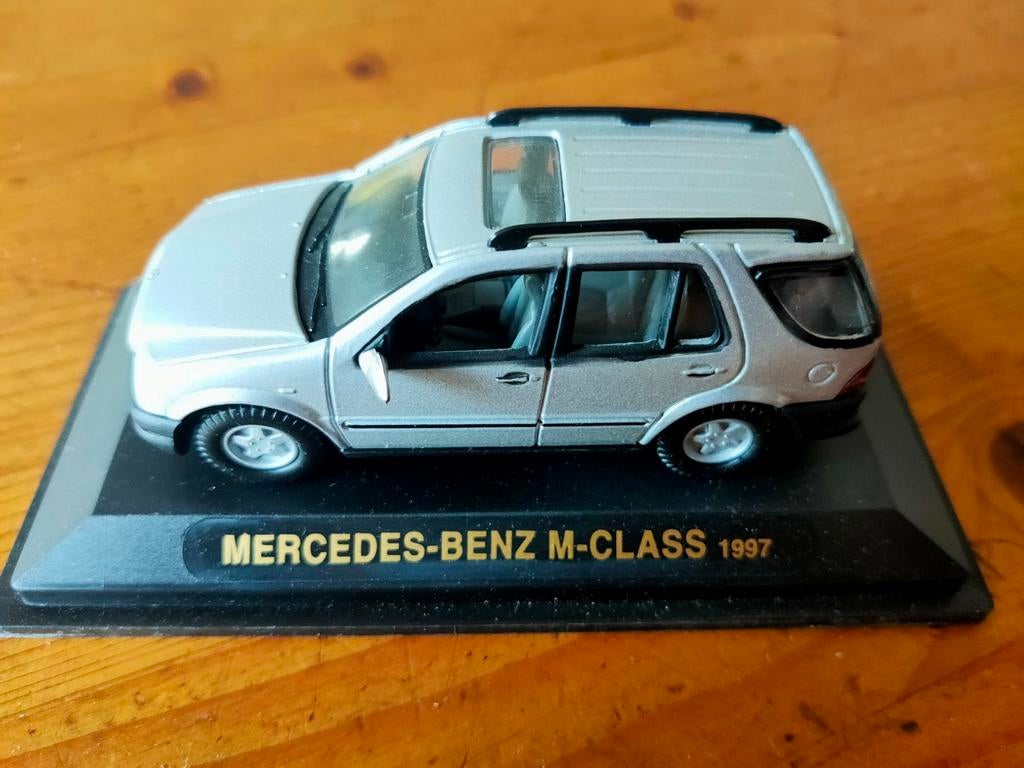 MERCEDES-BENZ M-CLASS 1997